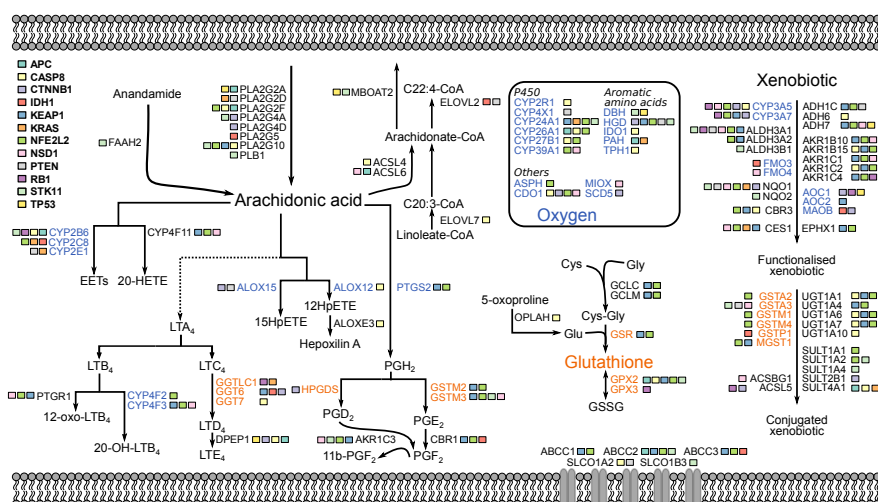 APC
CASP8
CTNNB1
IDH1
KEAP1
KRAS
NFE2L2
NSD1
PTEN
RB1
STK11
TP53
Anandamide
FAAH2
PLA2G2A
PLA2G2D
PLA2G2F
PLA2G4A
PLA2G4D
PLA2G5
PLA2G10
PLB1
MBOAT2
C22:4-CoA
ELOVL2
Arachidonate-CoA
ACSL4
ACSL6
C20:3-CoA
ELOVL7
Linoleate-CoA
Arachidonic acid
P450
CYP2R1
CYP4X1
CYP24A1
CYP26A1
CYP27B1
CYP39A1
Aromatic
amino acids
DBH
HGD
IDO1
PAH
TPH1
Others
ASPH
CDO1
MIOX
SCD5
Oxygen
Xenobiotic
CYP3A5
CYP3A7
ALDH3A1
ALDH3A2
ALDH3B1
FMO3
FMO4
NQO1
NQO2
CBR3
CES1
ADH1C
ADH6
ADH7
AKR1B10
AKR1B15
AKR1C1
AKR1C2
AKR1C4
AOC1
AOC2
MAOB
EPHX1
Functionalised
xenobiotic
GSTA2
GSTA3
GSTM1
GSTM4
GSTP1
MGST1
ACSBG1
ACSL5
UGT1A1
UGT1A4
UGT1A6
UGT1A7
UGT1A10
SULT1A1
SULT1A2
SULT1A4
SULT2B1
ULT4A1
Conjugated
xenobiotic
CYP2B6
CYP2C8
CYP2E1
CYP4F11
EETs
20-HETE
ALOX15
ALOX12
PTGS2
15HpETE
12HpETE
ALOXE3
Hepoxilin A
LTA4
LTB4
LTC4
PTGR1
CYP4F2
CYP4F3
12-oxo-LTB4
20-OH-LTB4
GGTLC1
GGT6
GGT7
LTD4
DPEP1
LTE4
PGH2
HPGDS
GSTM2
GSTM3
PGD2
PGE2
AKR1C3
CBR1
11b-PGF2
PGF2
Cys
Gly
GCLC
GCLM
5-oxoproline
OPLAH
Cys-Gly
Glu
GSR
Glutathione
GPX2
GPX3
GSSG
ABCC1
ABCC2
ABCC3
SLCO1A2
SLCO1B3